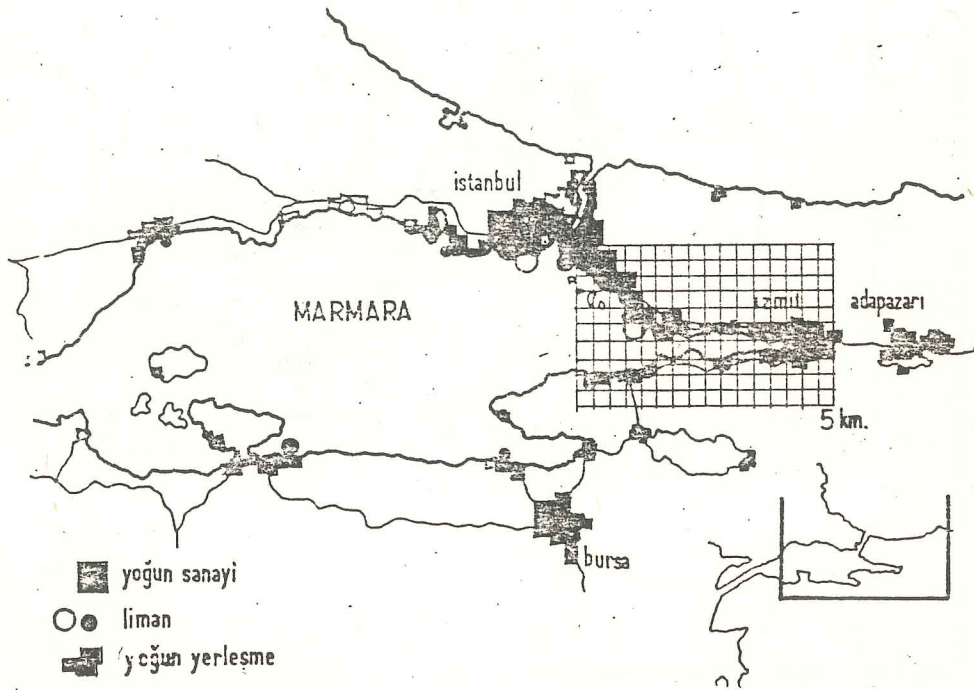 istanbul
MARMARA
izmit
adapazarı
5 km.
bursa
yoğun sanayi
liman
yoğun yerleşme